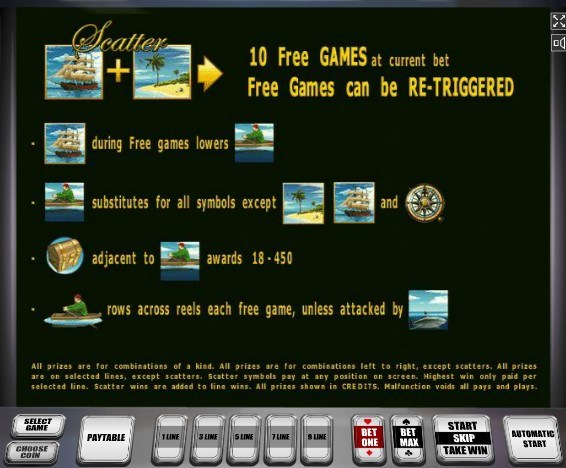 Scatter
10 Free GAMES at current bet
Free Games can be RE-TRIGGERED
- during Free games lowers
- substitutes for all symbols except and
- adjacent to awards 18-450
- rows across reels each free game, unless attacked by
All prizes are for combinations of a kind. All prizes are for combinations left to right, except scatters. All prizes
are on selected lines, except scatters. Scatter symbols pay at any position on screen. Highest win only paid per
selected line. Scatter wins are added to line wins. All prizes shown in CREDITS. Malfunction voids all pays and plays.
SELECT GAME
CHOOSE COIN
PAYTABLE
1 LINE
3 LINE
5 LINE
7 LINE
9 LINE
BET ONE
BET MAX
START
SKIP
TAKE WIN
AUTOMATIC START